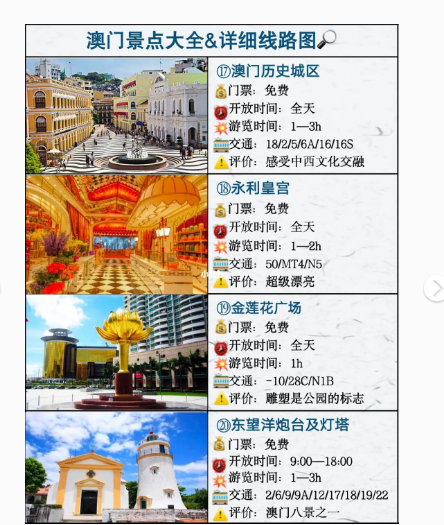 澳门景点大全&详细线路图
⑰澳门历史城区
门票：免费
开放时间：全天
游览时间：1—3h
交通：18/2/5/6A/16/16S
评价：感受中西文化交融
⑱永利皇宫
门票：免费
开放时间：全天
游览时间：1—2h
交通：50/MT4/N5
评价：超级漂亮
⑲金莲花广场
门票：免费
开放时间：全天
游览时间：1h
交通：-10/28C/N1B
评价：雕塑是公园的标志
⑳东望洋炮台及灯塔
门票：免费
开放时间：9:00—18:00
游览时间：1—3h
交通：2/6/9/9A/12/17/18/19/22
评价：澳门八景之一